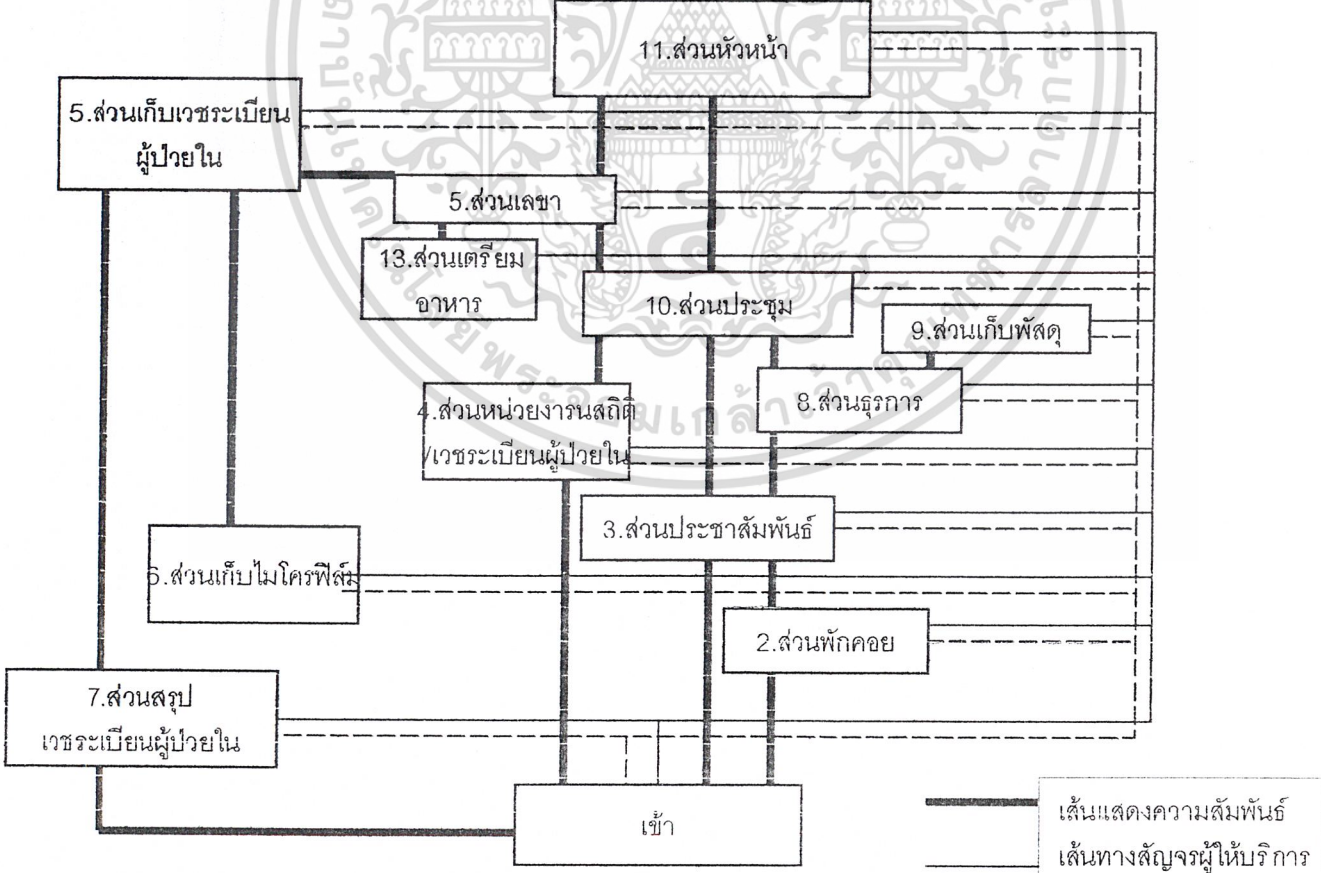 11.ส่วนหัวหน้า
5.ส่วนเก็บเวชระเบียน
ผู้ป่วยใน
5.ส่วนเลขา
13.ส่วนเตรียม
อาหาร
10.ส่วนประชุม
9.ส่วนเก็บพัสดุ
8.ส่วนธุรการ
4.ส่วนหน่วยงานสถิติ
/เวชระเบียนผู้ป่วยใน
3.ส่วนประชาสัมพันธ์
6.ส่วนเก็บไมโครฟิล์ม
2.ส่วนพักคอย
7.ส่วนสรุป
เวชระเบียนผู้ป่วยใน
เข้า
เส้นแสดงความสัมพันธ์
เส้นทางสัญจรผู้ให้บริการ